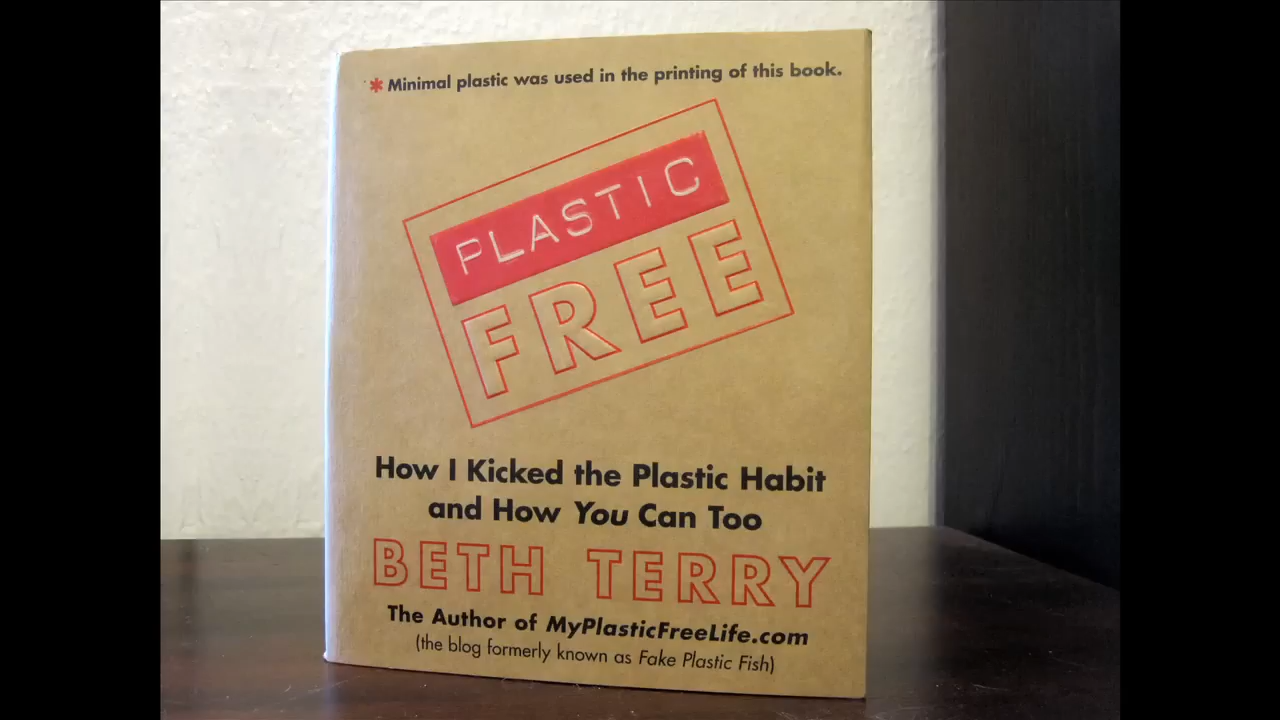 * Minimal plastic was used in the printing of this book.
PLASTIC
FREE
How I Kicked the Plastic Habit
and How You Can Too
BETH TERRY
The Author of MyPlasticFreeLife.com
(the blog formerly known as Fake Plastic Fish)